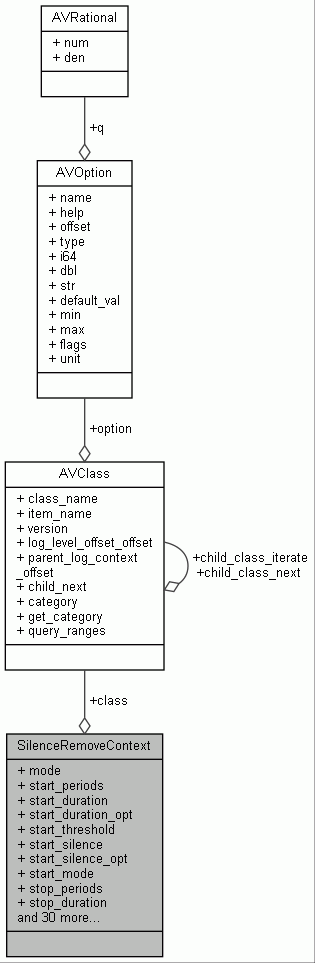 AVRational
+ num
+ den
+q
AVOption
+ name
+ help
+ offset
+ type
+ i64
+ dbl
+ str
+ default_val
+ min
+ max
+ flags
+ unit
+option
AVClass
+ class_name
+ item_name
+ version
+ log_level_offset_offset
+ parent_log_context
_offset
+ child_next
+ category
+ get_category
+ query_ranges
+child_class_iterate
+child_class_next
+class
SilenceRemoveContext
+ mode
+ start_periods
+ start_duration
+ start_duration_opt
+ start_threshold
+ start_silence
+ start_silence_opt
+ start_mode
+ stop_periods
+ stop_duration
and 30 more...